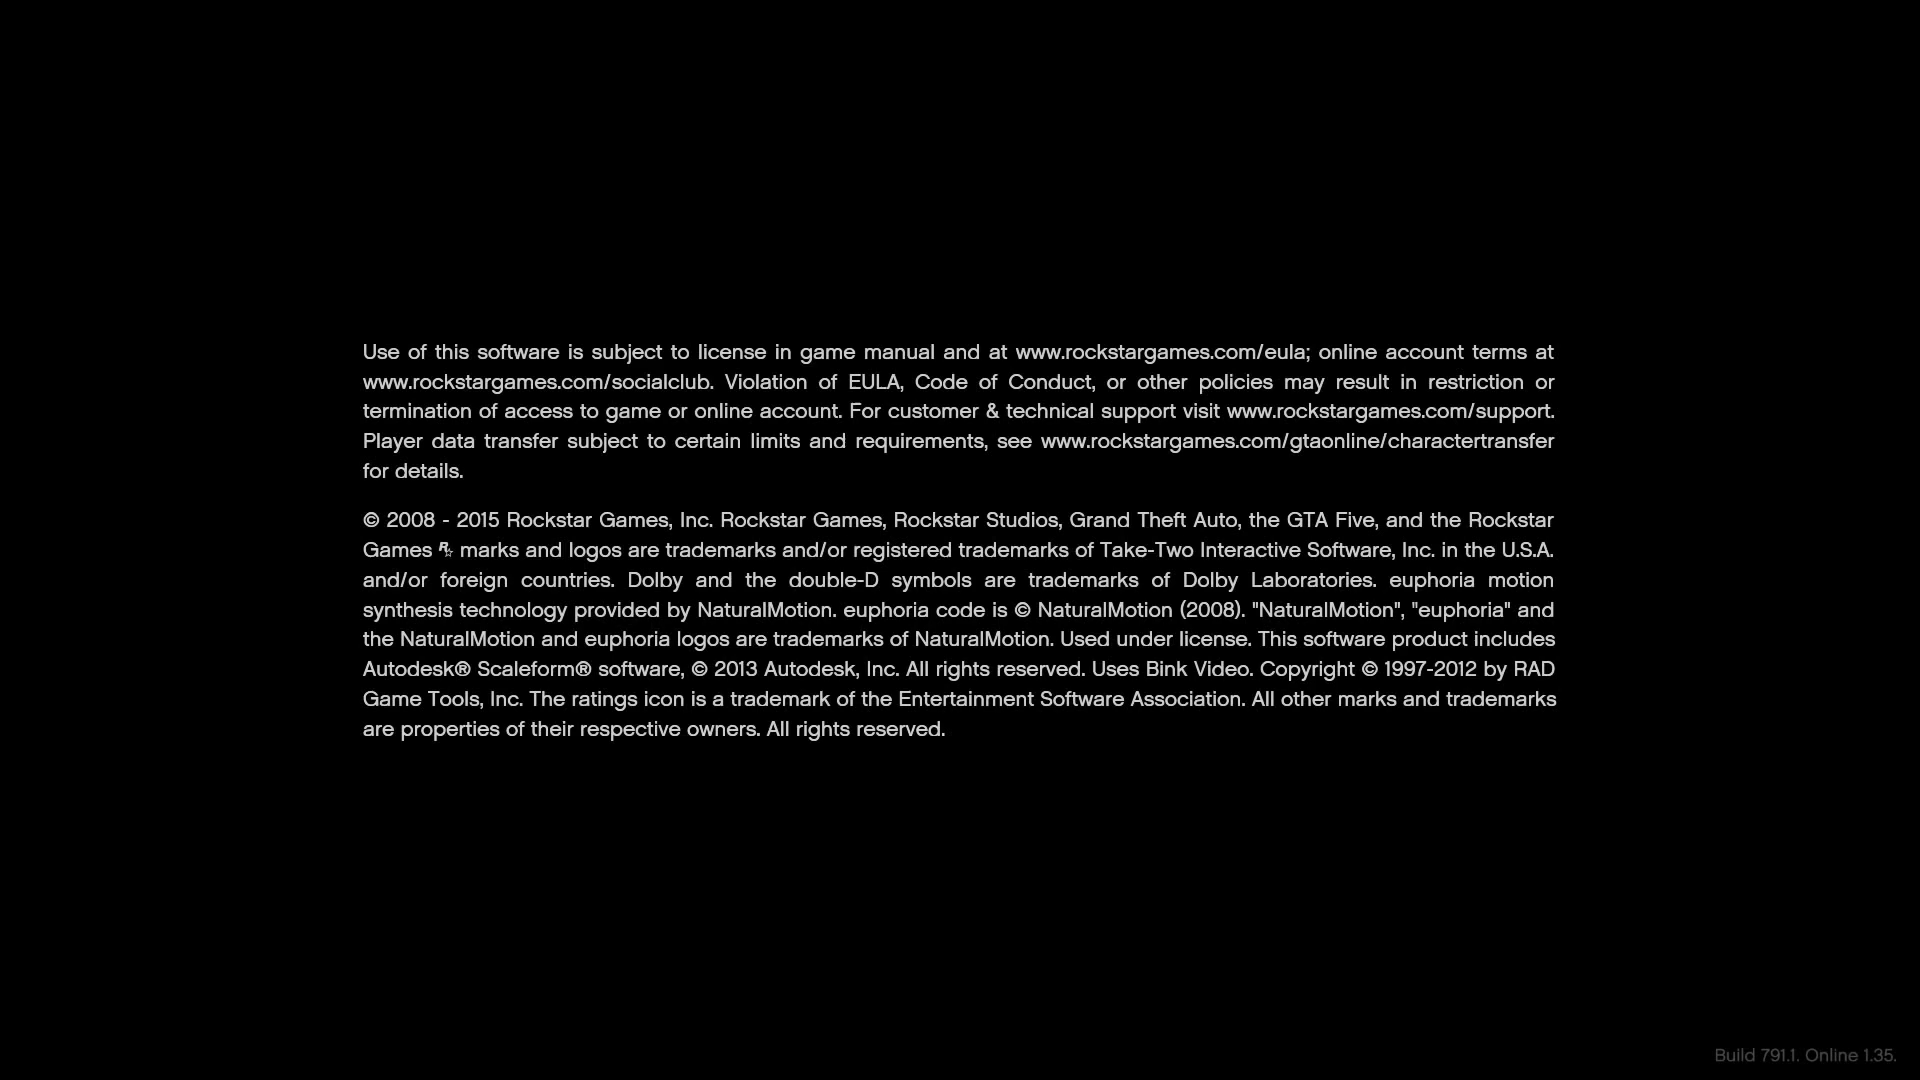 Use of this software is subject to license in game manual and at www.rockstargames.com/eula; online account terms at
www.rockstargames.com/socialclub. Violation of EULA, Code of Conduct, or other policies may result in restriction or
termination of access to game or online account. For customer & technical support visit www.rockstargames.com/support.
Player data transfer subject to certain limits and requirements, see www.rockstargames.com/gtaonline/charactertransfer
for details.
© 2008 - 2015 Rockstar Games, Inc. Rockstar Games, Rockstar Studios, Grand Theft Auto, the GTA Five, and the Rockstar
Games R* marks and logos are trademarks and/or registered trademarks of Take-Two Interactive Software, Inc. in the U.S.A.
and/or foreign countries. Dolby and the double-D symbols are trademarks of Dolby Laboratories. euphoria motion
synthesis technology provided by NaturalMotion. euphoria code is © NaturalMotion (2008). "NaturalMotion", "euphoria" and
the NaturalMotion and euphoria logos are trademarks of NaturalMotion. Used under license. This software product includes
Autodesk® Scaleform® software, © 2013 Autodesk, Inc. All rights reserved. Uses Bink Video. Copyright © 1997-2012 by RAD
Game Tools, Inc. The ratings icon is a trademark of the Entertainment Software Association. All other marks and trademarks
are properties of their respective owners. All rights reserved.
Build 791.1. Online 1.35.